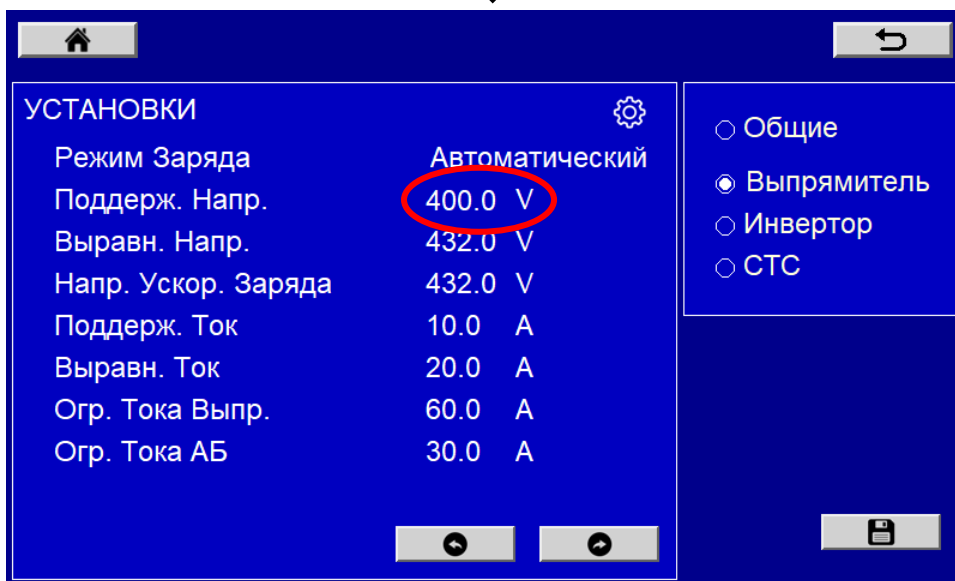 УСТАНОВКИ
Режим Заряда Автоматический
Поддерж. Напр. 400.0 V
Выравн. Напр. 432.0 V
Напр. Ускор. Заряда 432.0 V
Поддерж. Ток 10.0 A
Выравн. Ток 20.0 A
Огр. Тока Выпр. 60.0 A
Огр. Тока АБ 30.0 A
Общие
Выпрямитель
Инвертор
СТС